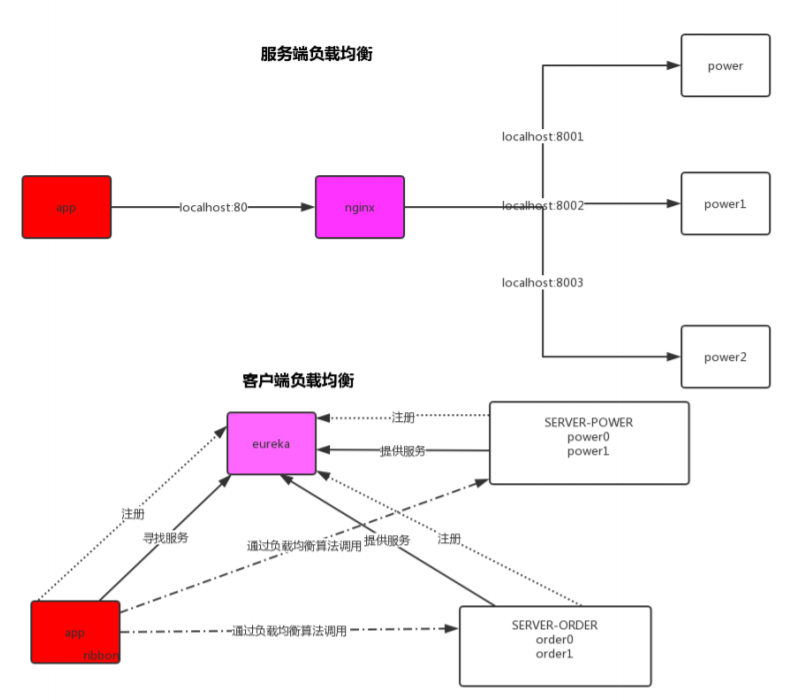 服务端负载均衡
power
localhost:8001
app
localhost:80
nginx
localhost:8002
power1
localhost:8003
power2
客户端负载均衡
注册
SERVER-POWER
power0
power1
eureka
提供服务
注册
寻找服务
通过负载均衡算法调用
提供服务
注册
app
ribbon
通过负载均衡算法调用
SERVER-ORDER
order0
order1